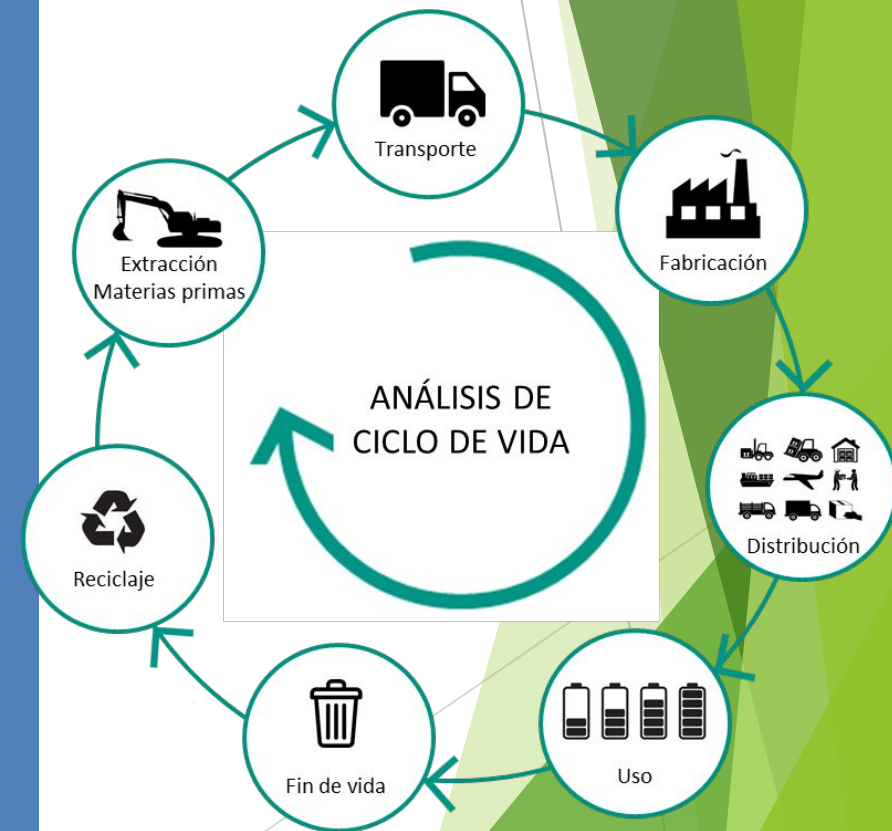 Transporte
Extracción
Materias primas
Fabricación
ANÁLISIS DE
CICLO DE VIDA
Distribución
Reciclaje
Fin de vida
Uso